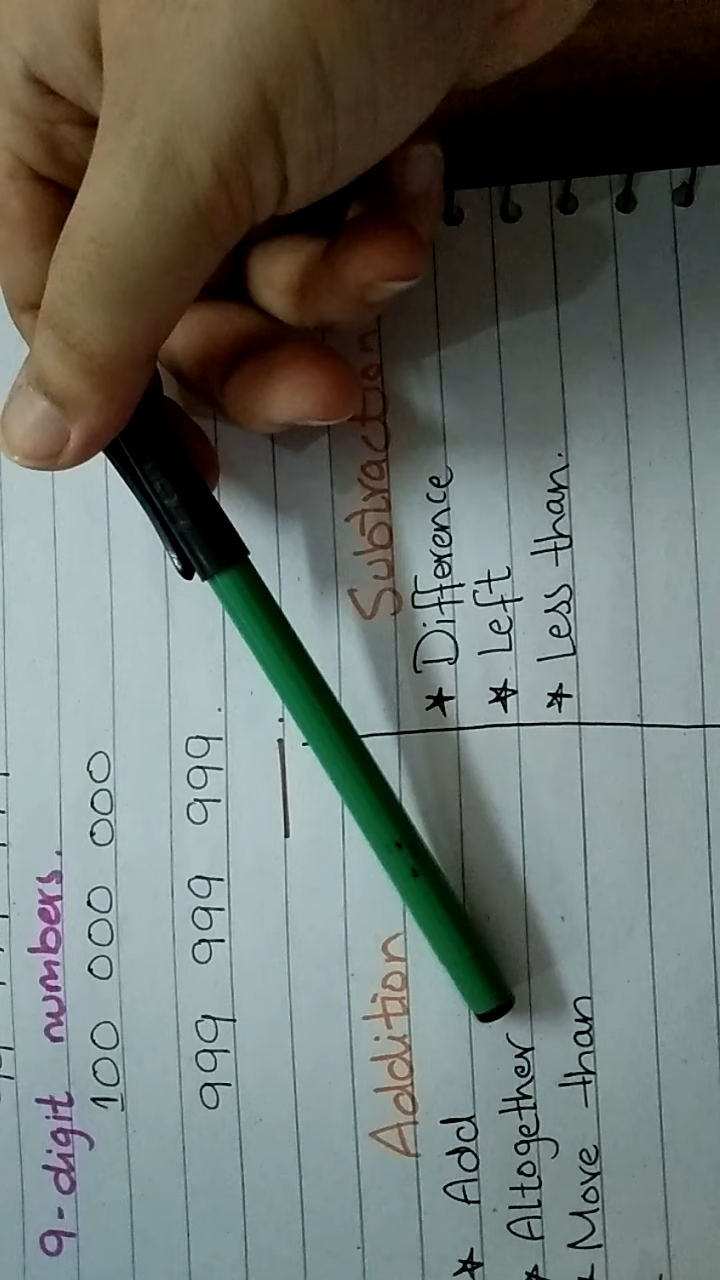 9-digit numbers.
100 000 000
999 999 999.
Addition
★ Add
★ Altogether
★ More than
Subtraction
★ Difference
★ Left
★ Less than.